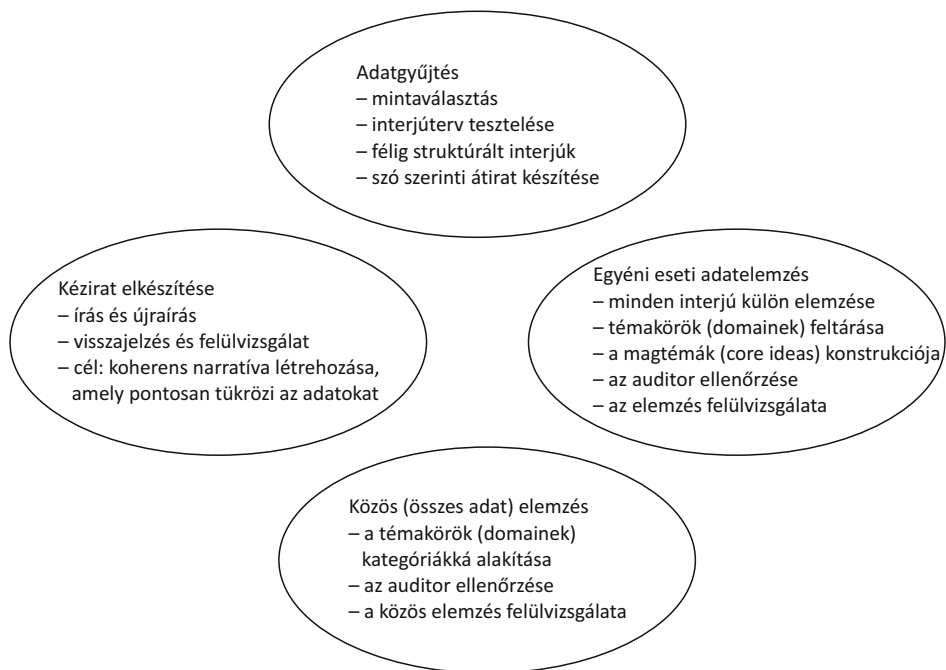 Adatgyűjtés
– mintaválasztás
– interjúterv tesztelése
– félig struktúrált interjúk
– szó szerinti átirat készítése
Kézirat elkészítése
– írás és újraírás
– visszajelzés és felülvizsgálat
– cél: koherens narratíva létrehozása,
amely pontosan tükrözi az adatokat
Egyéni eseti adatelemzés
– minden interjú külön elemzése
– témakörök (domainek) feltárása
– a magtémák (core ideas) konstrukciója
– az auditor ellenőrzése
– az elemzés felülvizsgálata
Közös (összes adat) elemzés
– a témakörök (domainek)
kategóriákká alakítása
– az auditor ellenőrzése
– a közös elemzés felülvizsgálata